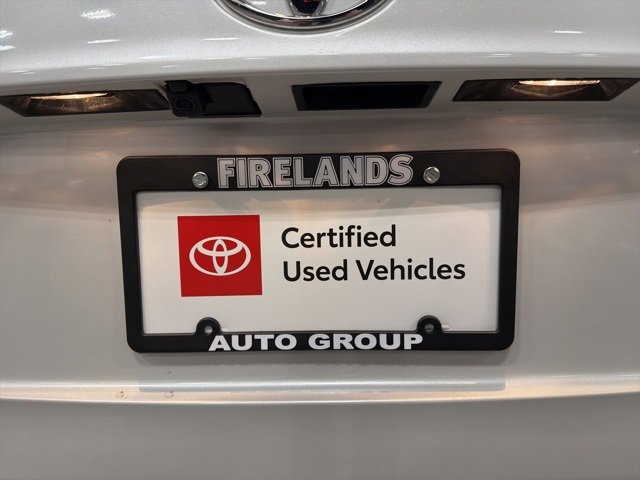 FIRELANDS
Certified
Used Vehicles
AUTO GROUP